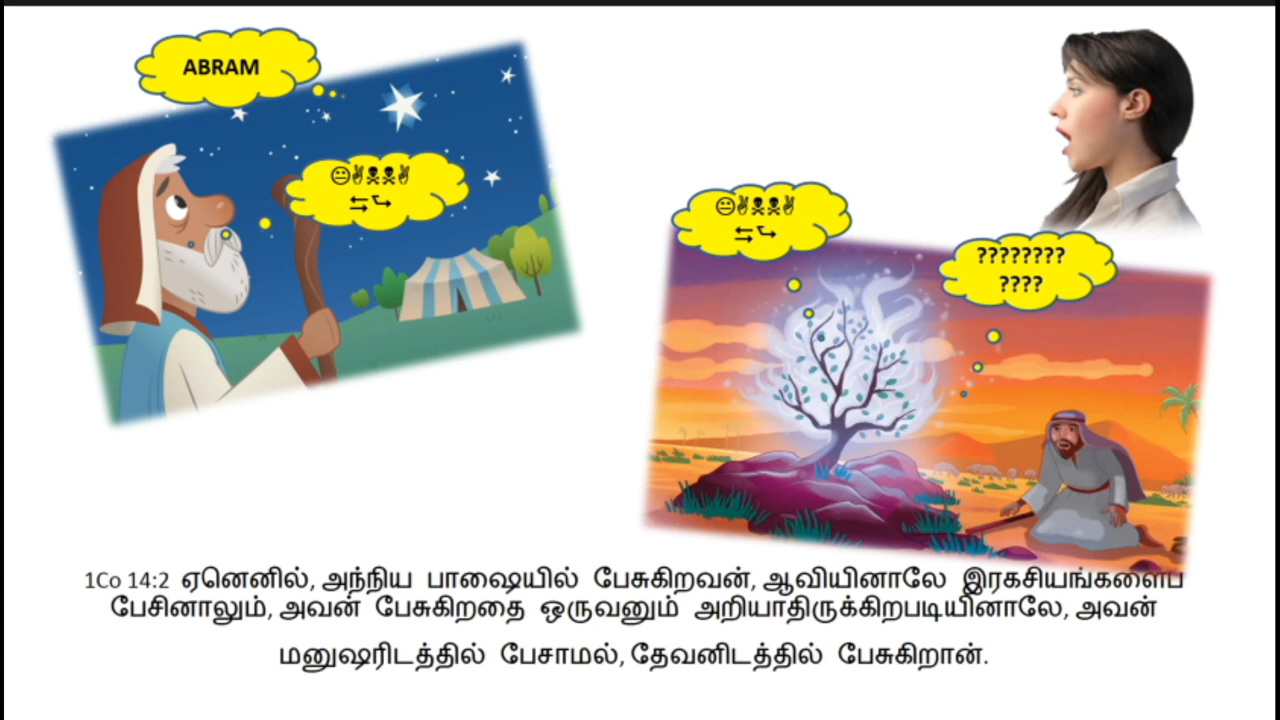 ABRAM
😐✌☠☠✌
⮀⮡
😐✌☠☠✌
⮀⮡
????????
????
1Co 14:2 ஏனெனில், அந்நிய பாஷையில் பேசுகிறவன், ஆவியினாலே இரகசியங்களைப்
பேசினாலும், அவன் பேசுகிறதை ஒருவனும் அறியாதிருக்கிறபடியினாலே, அவன்
மனுஷரிடத்தில் பேசாமல், தேவனிடத்தில் பேசுகிறான்.